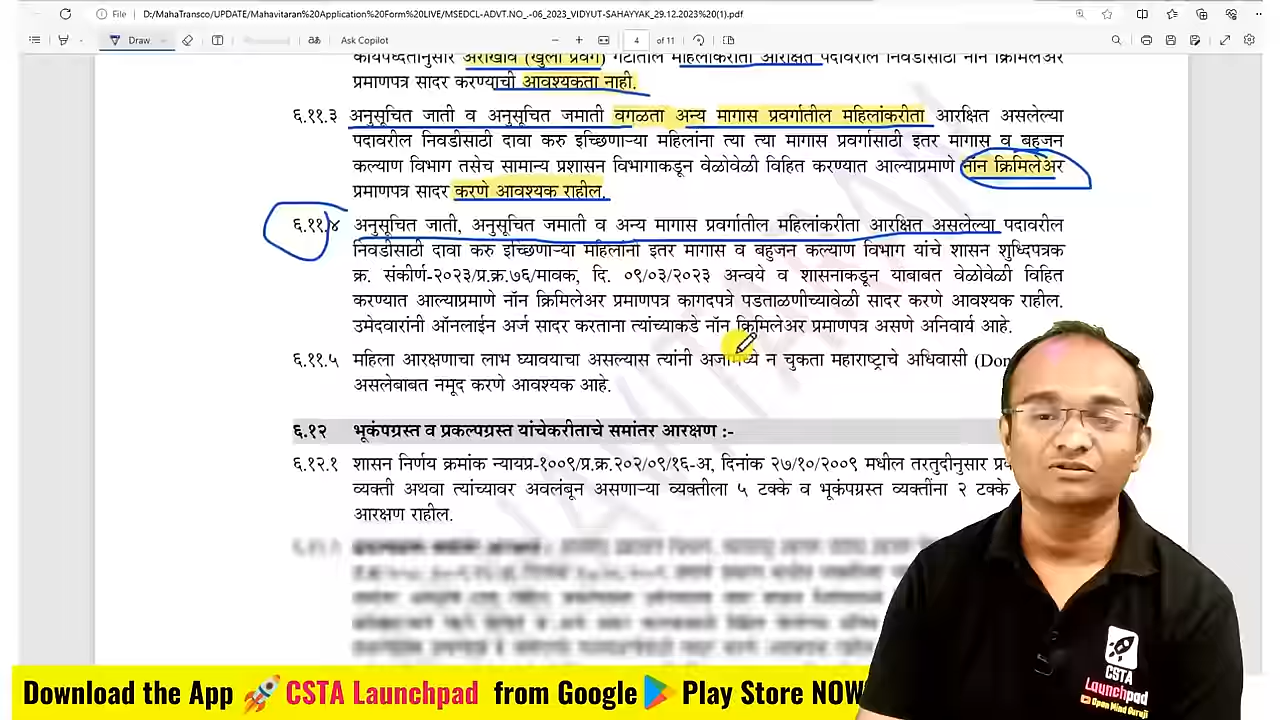 File D:/MahaTransco/UPDATE/Mahavitaran%20Application%20Form%20LIVE/MSEDCL-ADVT.NO_.-06_2023_VIDYUT-SAHAYYAK_29.12.2023%20(1).pdf
Draw Ask Copilot 4 of 11
कार्यपध्दतीनुसार अराखीव (खुला प्रवर्ग) गटातील महिलांकरीता आरक्षित पदावरील निवडीसाठी नॉन क्रिमिलेअर
प्रमाणपत्र सादर करण्याची आवश्यकता नाही.
६.११.३ अनुसूचित जाती व अनुसूचित जमाती वगळता अन्य मागास प्रवर्गातील महिलांकरीता आरक्षित असलेल्या
पदावरील निवडीसाठी दावा करु इच्छिणाऱ्या महिलांना त्या त्या मागास प्रवर्गासाठी इतर मागास व बहुजन
कल्याण विभाग तसेच सामान्य प्रशासन विभागाकडून वेळोवेळी विहित करण्यात आल्याप्रमाणे नॉन क्रिमिलेअर
प्रमाणपत्र सादर करणे आवश्यक राहील.
६.११.४ अनुसूचित जाती, अनुसूचित जमाती व अन्य मागास प्रवर्गातील महिलांकरीता आरक्षित असलेल्या पदावरील
निवडीसाठी दावा करु इच्छिणाऱ्या महिलांनी इतर मागास व बहुजन कल्याण विभाग यांचे शासन शुध्दिपत्रक
क्र. संकीर्ण-२०२३/प्र.क्र.७६/मावक, दि. ०९/०३/२०२३ अन्वये व शासनाकडून याबाबत वेळोवेळी विहित
करण्यात आल्याप्रमाणे नॉन क्रिमिलेअर प्रमाणपत्र कागदपत्रे पडताळणीच्यावेळी सादर करणे आवश्यक राहील.
उमेदवारांनी ऑनलाईन अर्ज सादर करताना त्यांच्याकडे नॉन क्रिमिलेअर प्रमाणपत्र असणे अनिवार्य आहे.
६.११.५ महिला आरक्षणाचा लाभ घ्यावयाचा असल्यास त्यांनी अर्जामध्ये न चुकता महाराष्ट्राचे अधिवासी (Do
असलेबाबत नमूद करणे आवश्यक आहे.
६.१२ भूकंपग्रस्त व प्रकल्पग्रस्त यांचेकरीताचे समांतर आरक्षण :-
६.१२.१ शासन निर्णय क्रमांक न्यायप्र-१००९/प्र.क्र.२०२/०९/१६-अ, दिनांक २७/१०/२००९ मधील तरतुदीनुसार
व्यक्ती अथवा त्यांच्यावर अवलंबून असणाऱ्या व्यक्तीला ५ टक्के व भूकंपग्रस्त व्यक्तींना २ टक्के
आरक्षण राहील.
CSTA
Launchpad
Open Mind Guruji
Download the App CSTA Launchpad from Google Play Store NOW